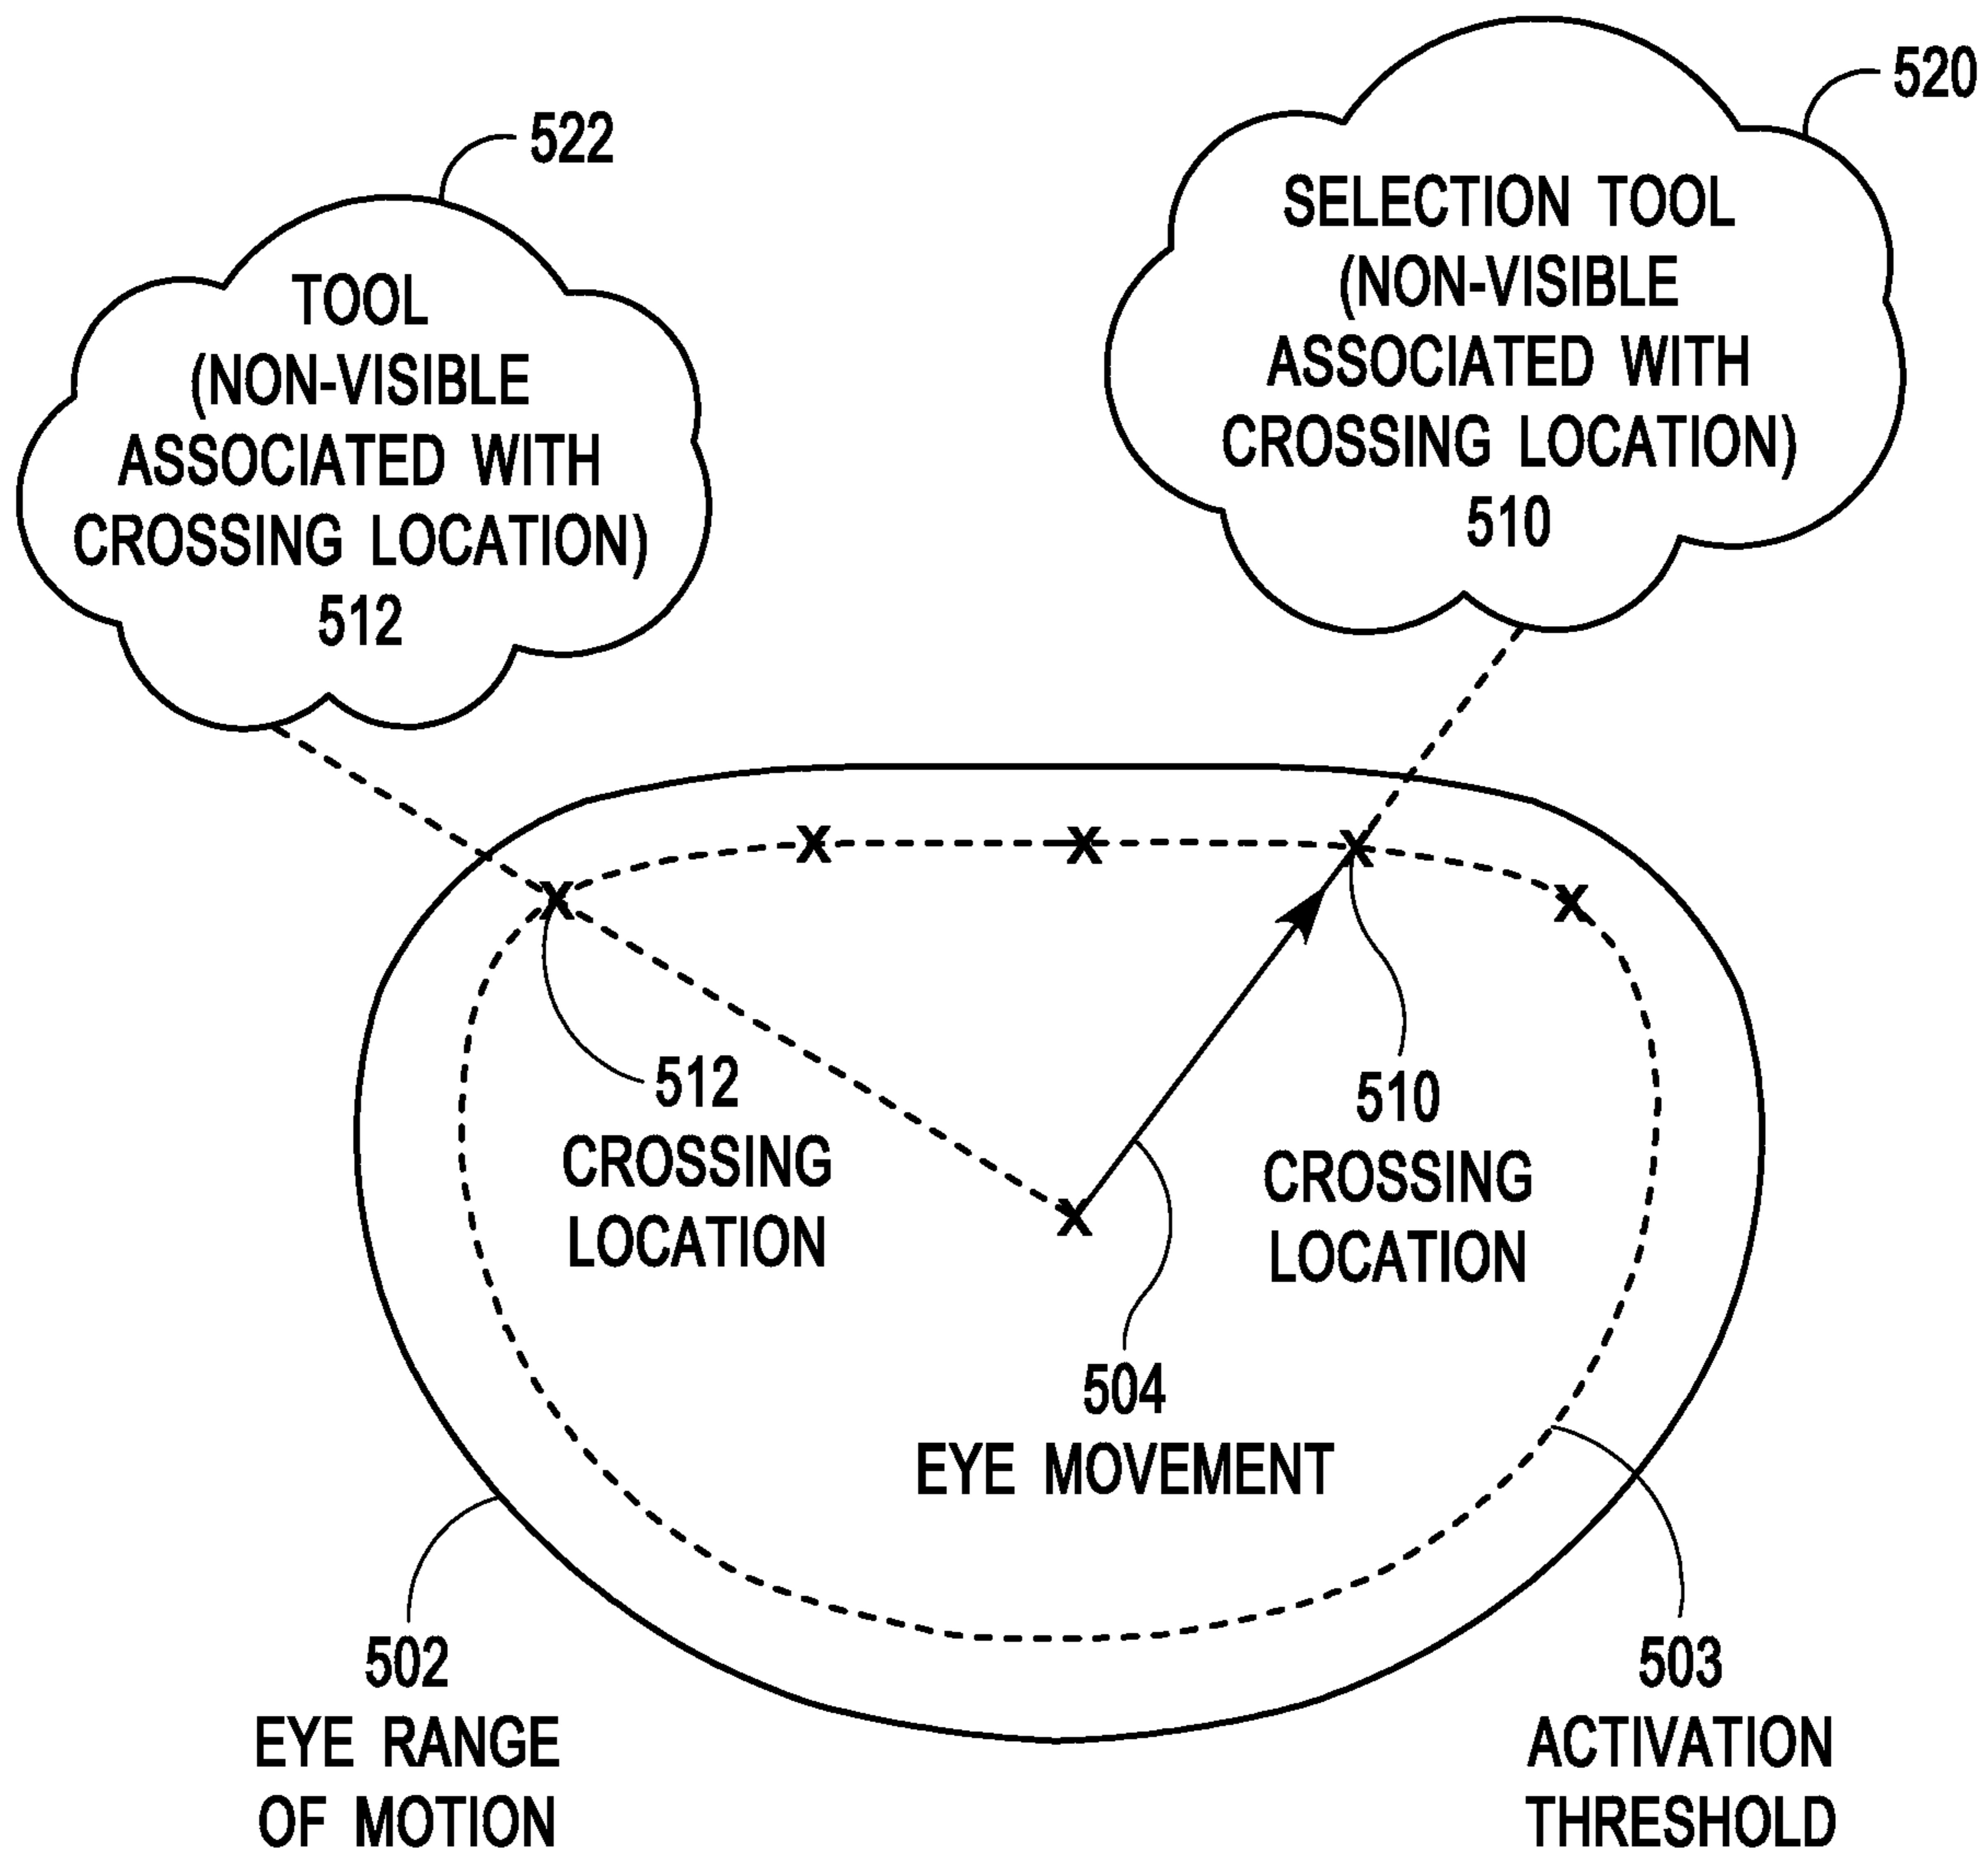 520
522
SELECTION TOOL
(NON-VISIBLE
ASSOCIATED WITH
CROSSING LOCATION)
510
TOOL
(NON-VISIBLE
ASSOCIATED WITH
CROSSING LOCATION)
512
X
X
X
X
X
512
CROSSING
LOCATION
510
CROSSING
LOCATION
X
504
EYE MOVEMENT
502
EYE RANGE
OF MOTION
503
ACTIVATION
THRESHOLD